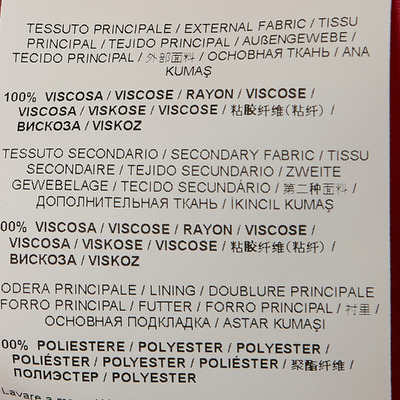 TESSUTO PRINCIPALE / EXTERNAL FABRIC / TISSU
PRINCIPAL / TEJIDO PRINCIPAL / AUßENGEWEBE /
TECIDO PRINCIPAL / 外部面料 / ОСНОВНАЯ ТКАНЬ / ANA
KUMAŞ
100% VISCOSA / VISCOSE / RAYON / VISCOSE /
VISCOSA / VISKOSE / VISCOSE / 粘胶纤维(粘纤) /
ВИСКОЗА / VISKOZ
TESSUTO SECONDARIO / SECONDARY FABRIC / TISSU
SECONDAIRE / TEJIDO SECUNDARIO / ZWEITE
GEWEBELAGE / TECIDO SECUNDÁRIO / 第二种面料 /
ДОПОЛНИТЕЛЬНАЯ ТКАНЬ / İKINCIL KUMAŞ
00% VISCOSA / VISCOSE / RAYON / VISCOSE /
VISCOSA / VISKOSE / VISCOSE / 粘胶纤维(粘纤) /
ВИСКОЗА / VISKOZ
ODERA PRINCIPALE / LINING / DOUBLURE PRINCIPALE
FORRO PRINCIPAL / FUTTER / FORRO PRINCIPAL / 衬里 /
ОСНОВНАЯ ПОДКЛАДКА / ASTAR KUMAŞI
00% POLIESTERE / POLYESTER / POLYESTER /
POLIÉSTER / POLYESTER / POLIÉSTER / 聚酯纤维 /
ПОЛИЭСТЕР / POLYESTER
Lavare a